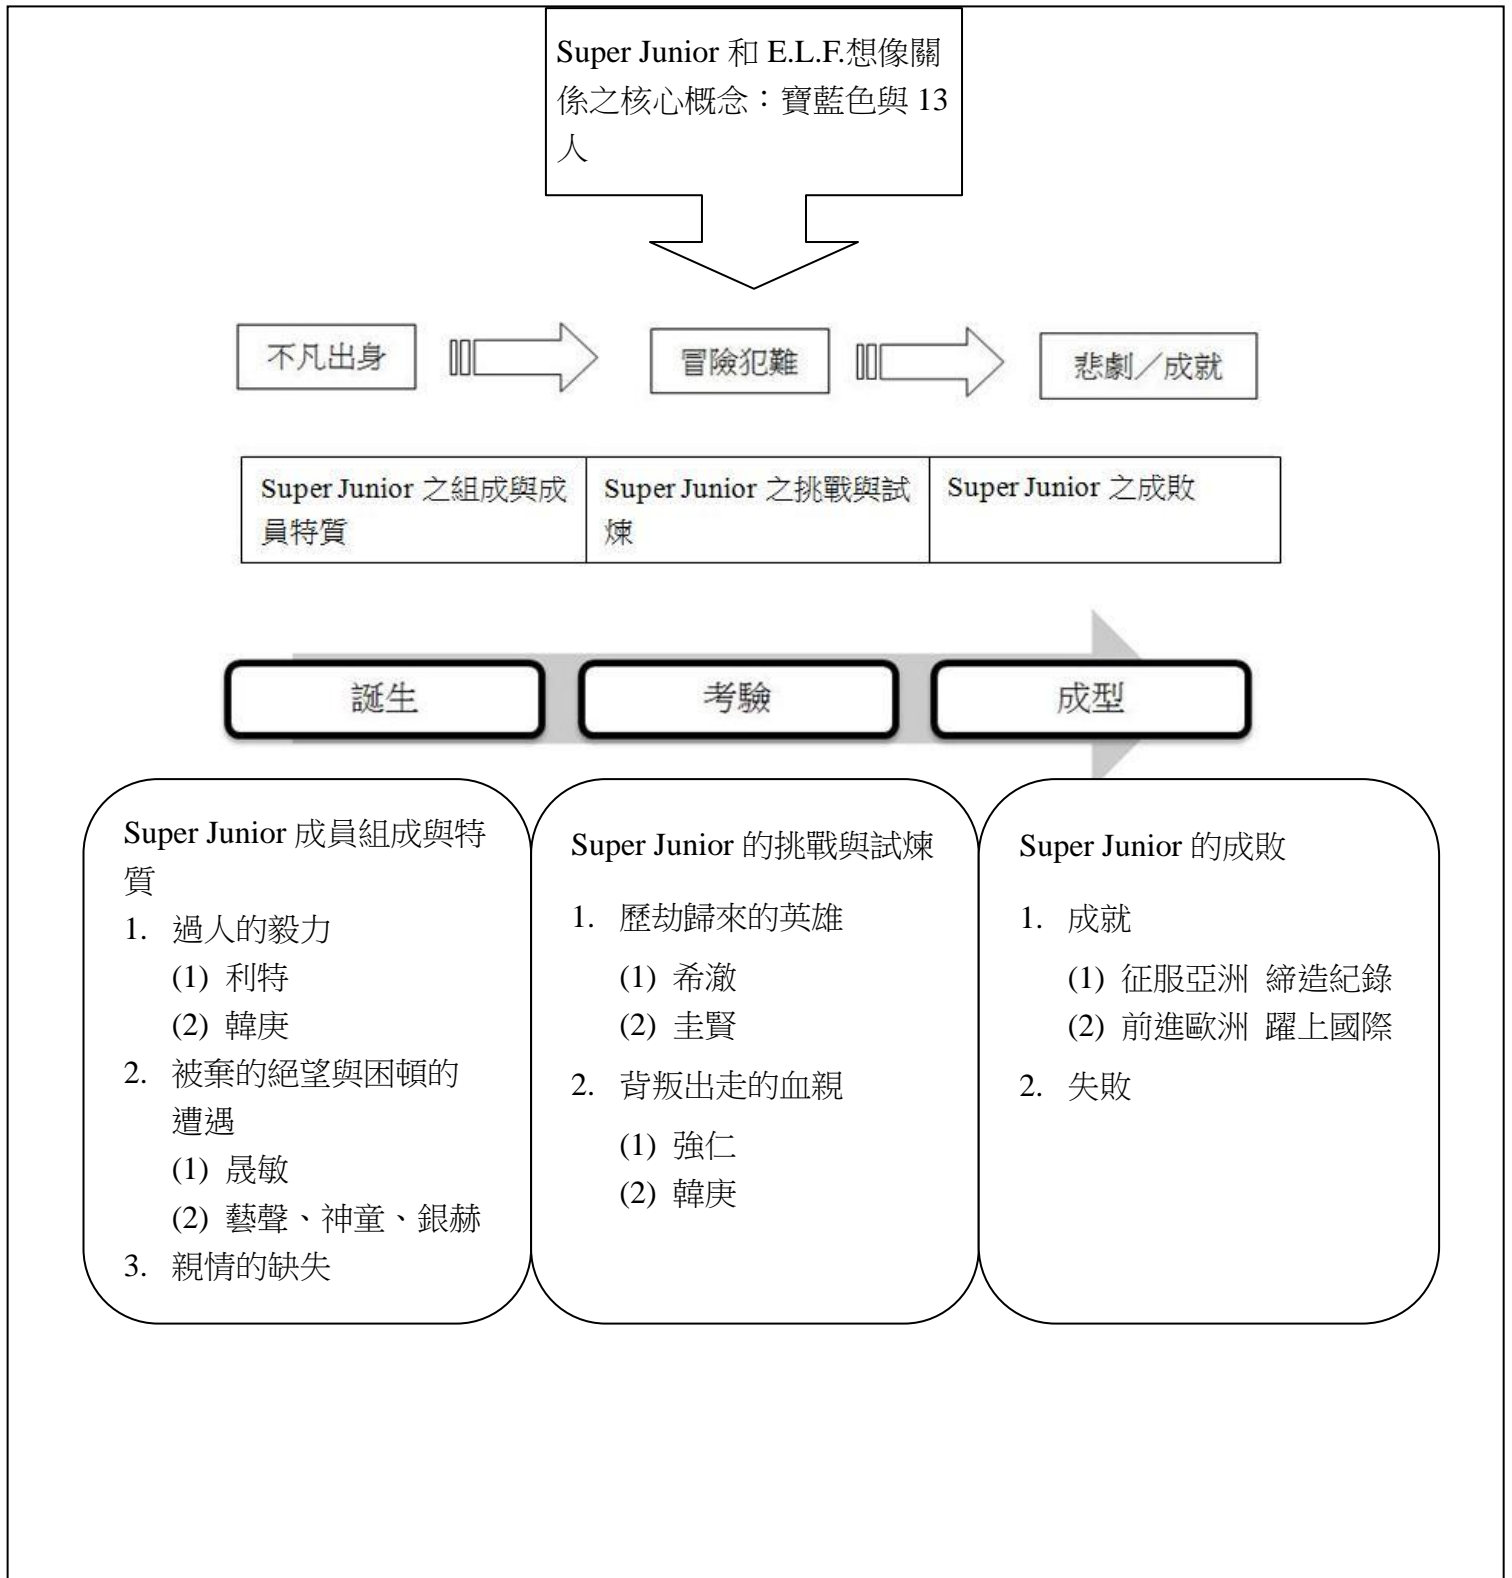 Super Junior 和 E.L.F.想像關
係之核心概念：寶藍色與 13
人
不凡出身
冒險犯難
悲劇／成就
Super Junior 之組成與成
員特質
Super Junior 之挑戰與試
煉
Super Junior 之成敗
誕生
考驗
成型
Super Junior 成員組成與特
質
1. 過人的毅力
(1) 利特
(2) 韓庚
2. 被棄的絕望與困頓的
遭遇
(1) 晟敏
(2) 藝聲、神童、銀赫
3. 親情的缺失
Super Junior 的挑戰與試煉
1. 歷劫歸來的英雄
(1) 希澈
(2) 圭賢
2. 背叛出走的血親
(1) 強仁
(2) 韓庚
Super Junior 的成敗
1. 成就
(1) 征服亞洲 締造紀錄
(2) 前進歐洲 躍上國際
2. 失敗